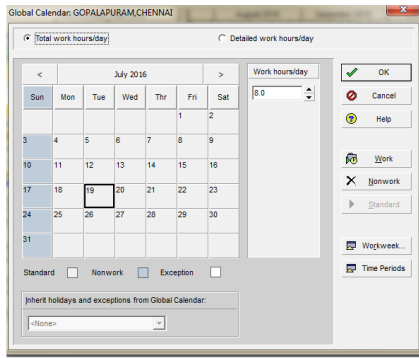 Global Calendar: GOPALAPURAM,CHENNAI
Total work hours/day
Detailed work hours/day
< July 2016 >
Sun Mon Tue Wed Thr Fri Sat
1 2
3 4 5 6 7 8 9
10 11 12 13 14 15 16
17 18 19 20 21 22 23
24 25 26 27 28 29 30
31
Work hours/day
8.0
Standard Nonwork Exception
Inherit holidays and exceptions from Global Calendar:
<None>
OK
Cancel
Help
Work
Nonwork
Standard
Workweek...
Time Periods